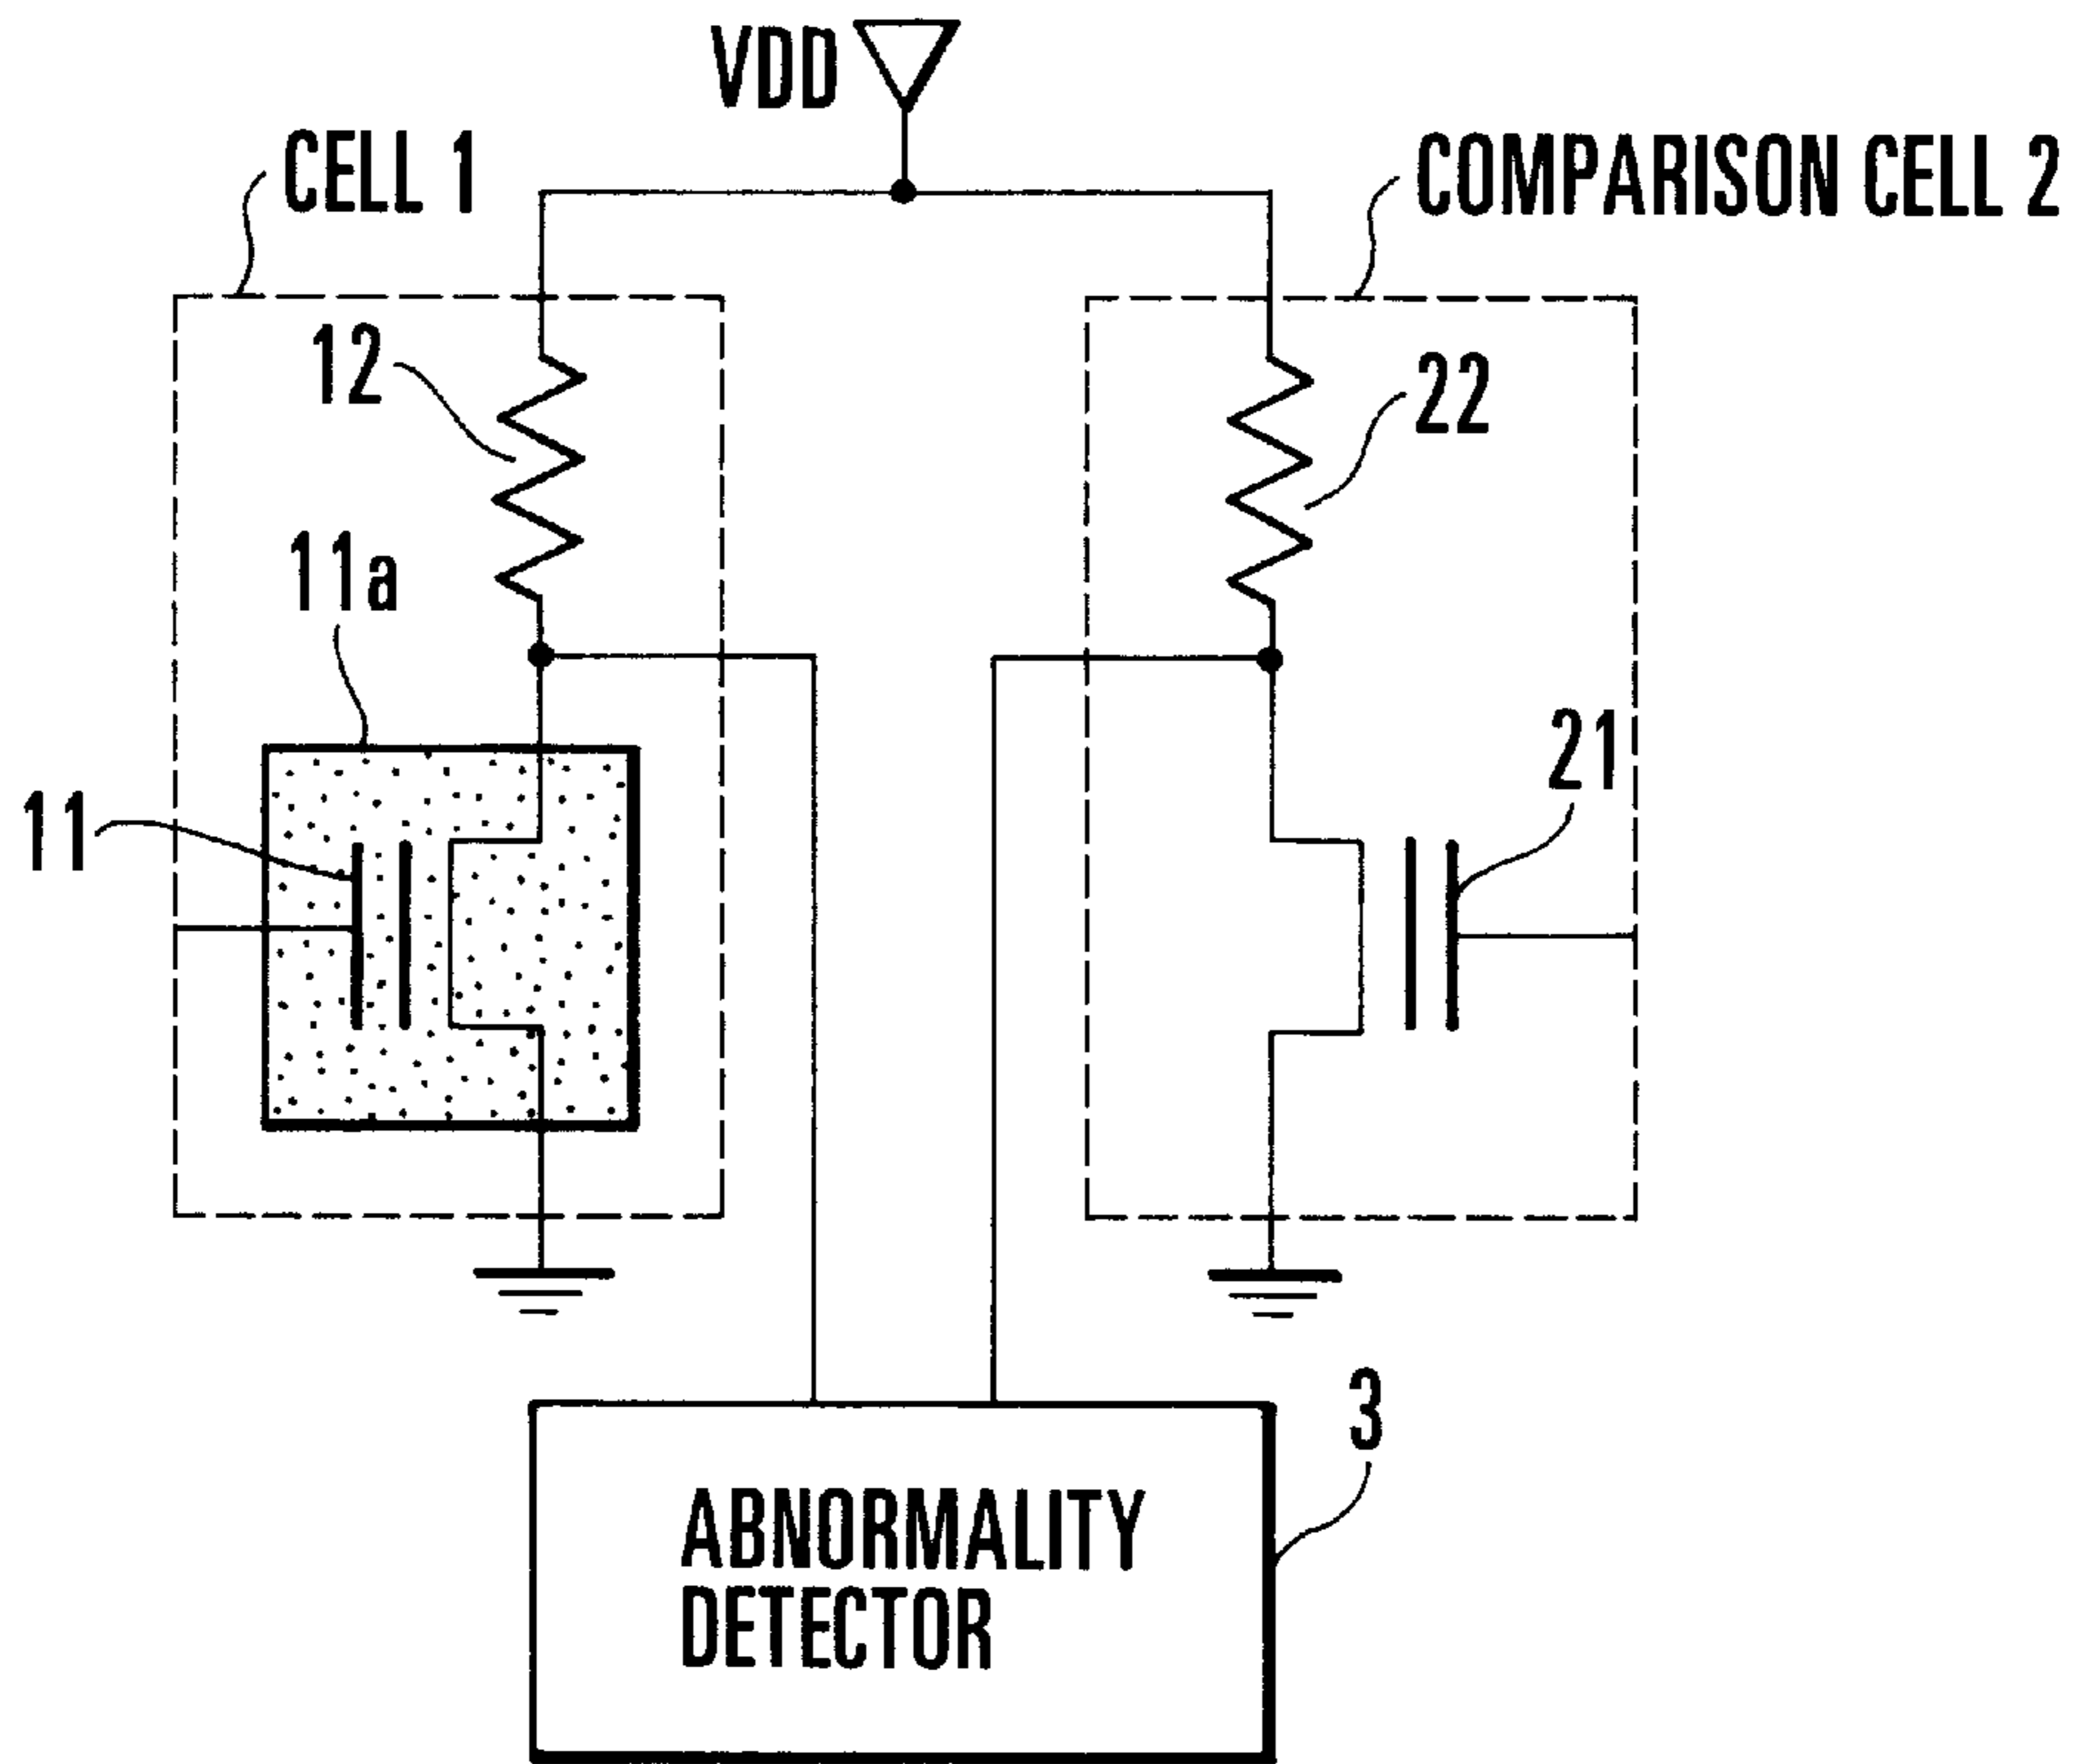 VDD
CELL 1
COMPARISON CELL 2
12
22
11a
21
11
3
ABNORMALITY
DETECTOR